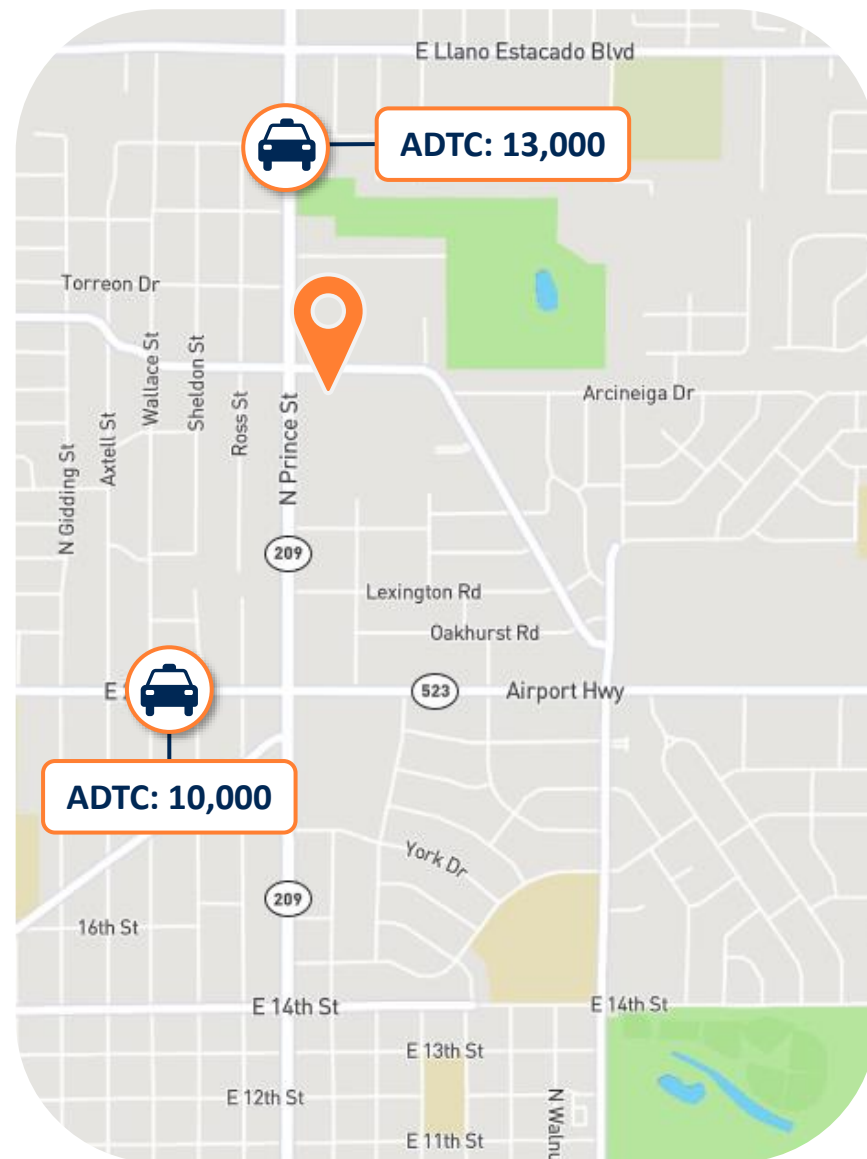 E Llano Estacado Blvd
ADTC: 13,000
Torreon Dr
Wallace St
Sheldon St
Arcineiga Dr
Ross St
N Prince St
Axtell St
N Gidding St
209
Lexington Rd
Oakhurst Rd
E
523
Airport Hwy
ADTC: 10,000
York Dr
209
16th St
E 14th St
E 14th St
E 13th St
E 12th St
N Walnu
E 11th St